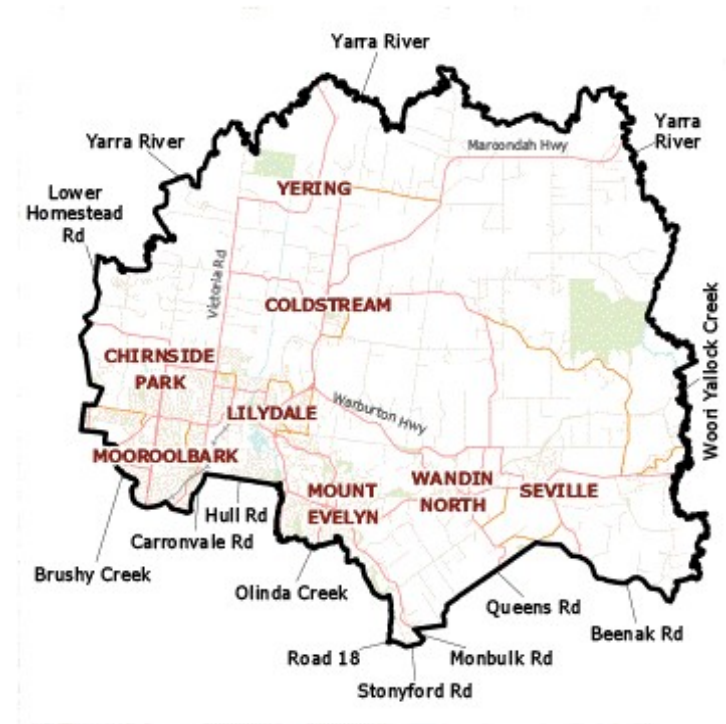 Yarra River
Yarra River
Maroondah Hwy
Yarra
River
Lower
Homestead
Rd
YERING
Victoria Rd
COLDSTREAM
Woori Yallock Creek
CHIRNSIDE
PARK
LILYDALE
Warburton Hwy
MOOROOLBARK
MOUNT
EVELYN
WANDIN
NORTH
SEVILLE
Hull Rd
Carronvale Rd
Brushy Creek
Olinda Creek
Queens Rd
Beenak Rd
Road 18
Monbulk Rd
Stonyford Rd